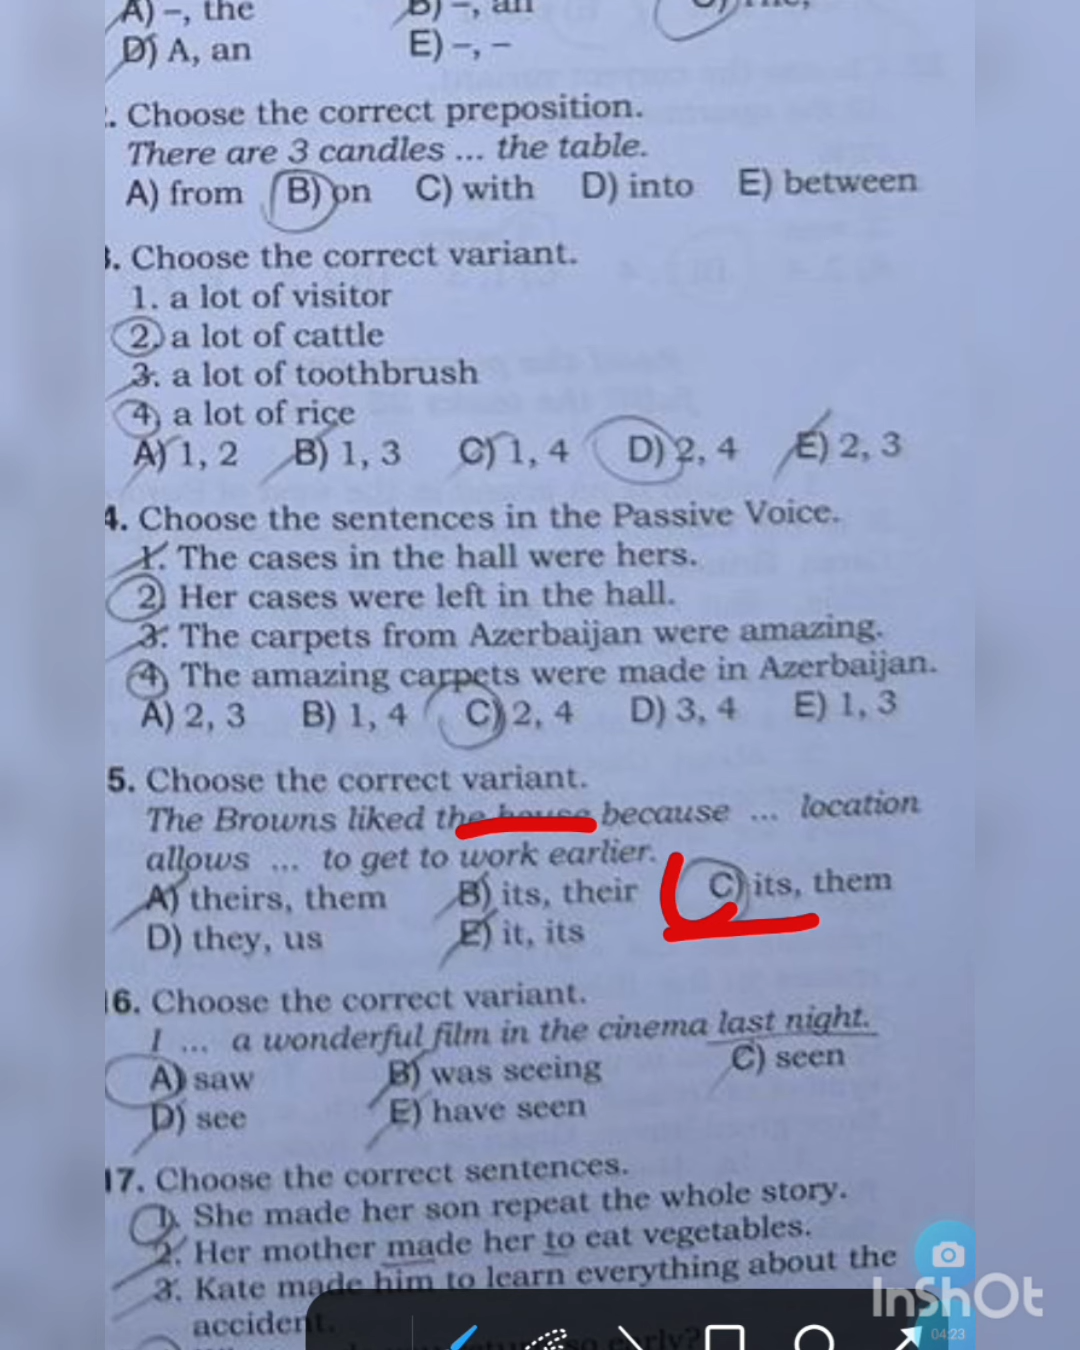 A) –, the B) –, an
D) A, an E) –, –
. Choose the correct preposition.
There are 3 candles ... the table.
A) from B) on C) with D) into E) between
3. Choose the correct variant.
1. a lot of visitor
2. a lot of cattle
3. a lot of toothbrush
4. a lot of rice
A) 1, 2 B) 1, 3 C) 1, 4 D) 2, 4 E) 2, 3
4. Choose the sentences in the Passive Voice.
1. The cases in the hall were hers.
2. Her cases were left in the hall.
3. The carpets from Azerbaijan were amazing.
4. The amazing carpets were made in Azerbaijan.
A) 2, 3 B) 1, 4 C) 2, 4 D) 3, 4 E) 1, 3
5. Choose the correct variant.
The Browns liked the house because ... location
allows ... to get to work earlier.
A) theirs, them B) its, their C) its, them
D) they, us E) it, its
16. Choose the correct variant.
I ... a wonderful film in the cinema last night.
A) saw B) was seeing C) seen
D) see E) have seen
17. Choose the correct sentences.
1. She made her son repeat the whole story.
2. Her mother made her to eat vegetables.
3. Kate made him to learn everything about the
accident.
InShOt
04:23